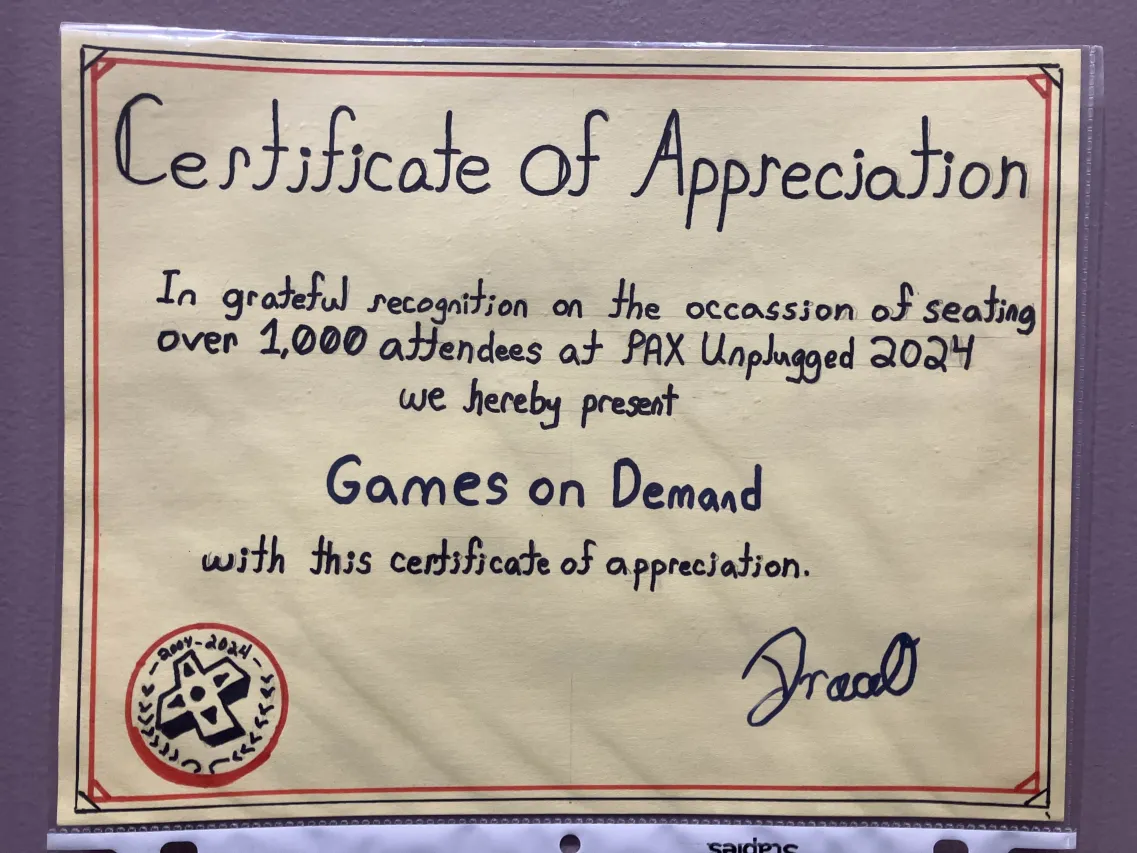 Certificate of Appreciation
In grateful recognition on the occassion of seating
over 1,000 attendees at PAX Unplugged 2024
we hereby present
Games on Demand
with this certificate of appreciation.
2004-2024
Staples